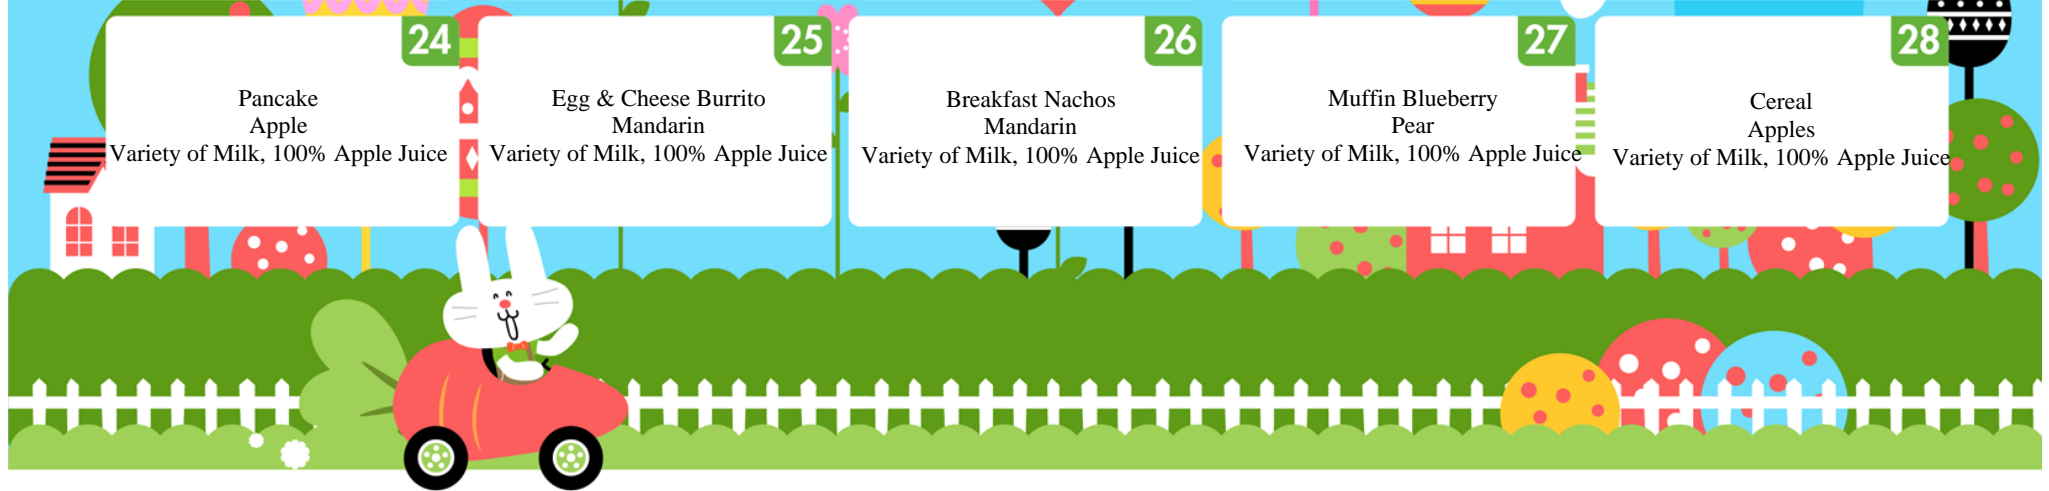 24
Pancake
Apple
Variety of Milk, 100% Apple Juice
25
Egg & Cheese Burrito
Mandarin
Variety of Milk, 100% Apple Juice
26
Breakfast Nachos
Mandarin
Variety of Milk, 100% Apple Juice
27
Muffin Blueberry
Pear
Variety of Milk, 100% Apple Juice
28
Cereal
Apples
Variety of Milk, 100% Apple Juice